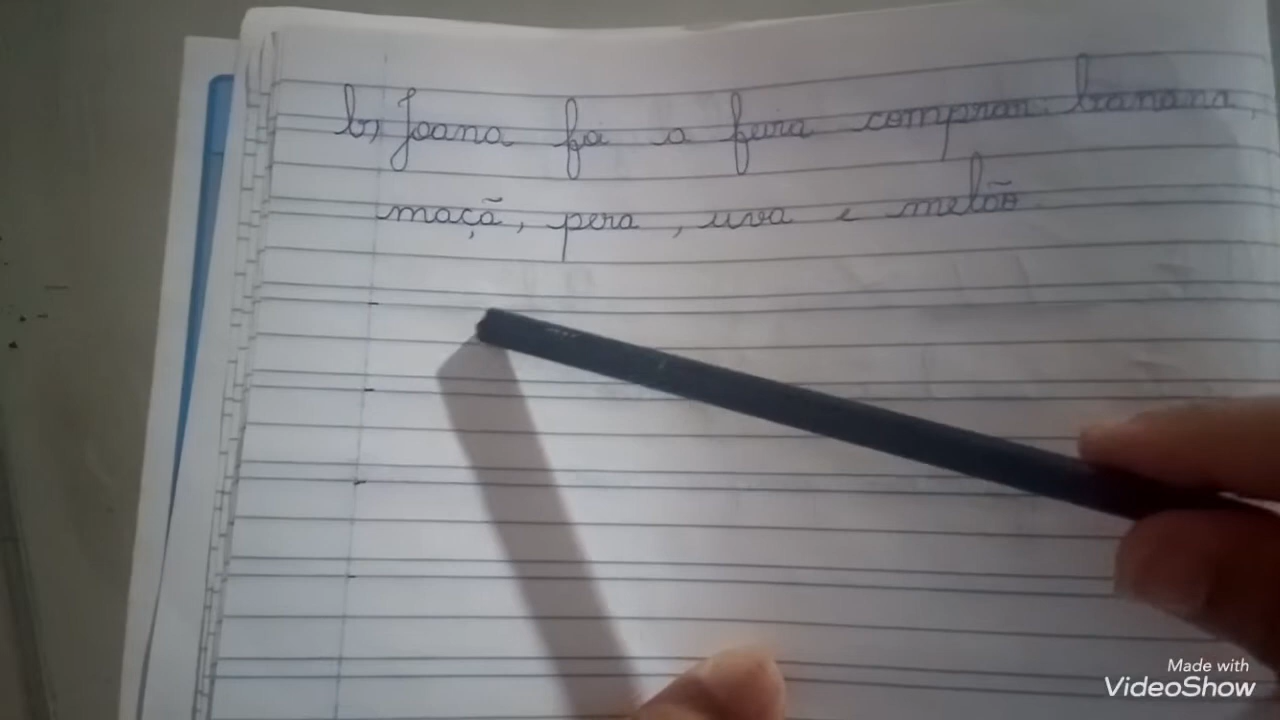 b) Joana foi a feira comprar: banana,
maçã, pera, uva e melão
Made with
VideoShow